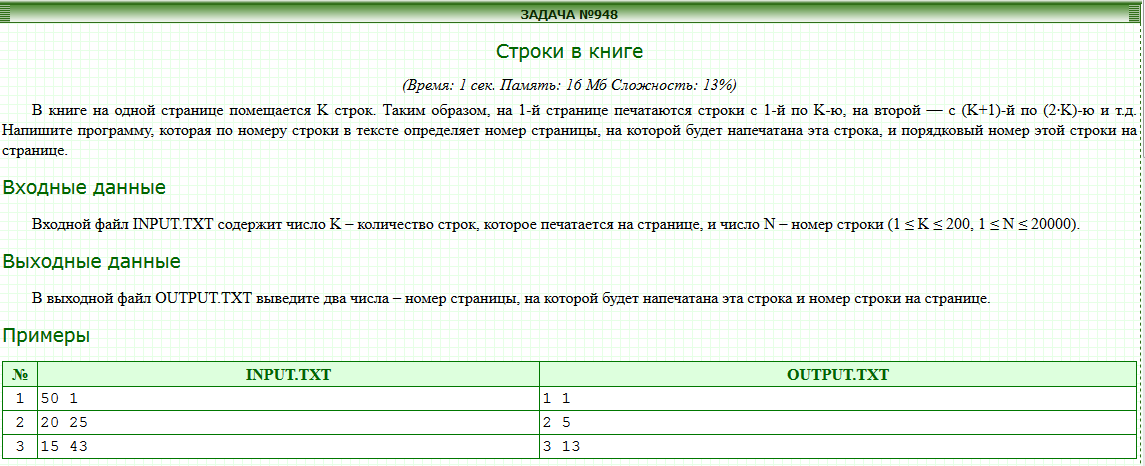 ЗАДАЧА №948
Строки в книге
(Время: 1 сек. Память: 16 Мб Сложность: 13%)
В книге на одной странице помещается K строк. Таким образом, на 1-й странице печатаются строки с 1-й по K-ю, на второй — с (K+1)-й по (2·K)-ю и т.д.
Напишите программу, которая по номеру строки в тексте определяет номер страницы, на которой будет напечатана эта строка, и порядковый номер этой строки на
странице.
Входные данные
Входной файл INPUT.TXT содержит число K – количество строк, которое печатается на странице, и число N – номер строки (1 ≤ K ≤ 200, 1 ≤ N ≤ 20000).
Выходные данные
В выходной файл OUTPUT.TXT выведите два числа – номер страницы, на которой будет напечатана эта строка и номер строки на странице.
Примеры
№ INPUT.TXT OUTPUT.TXT
1 50 1 1 1
2 20 25 2 5
3 15 43 3 13